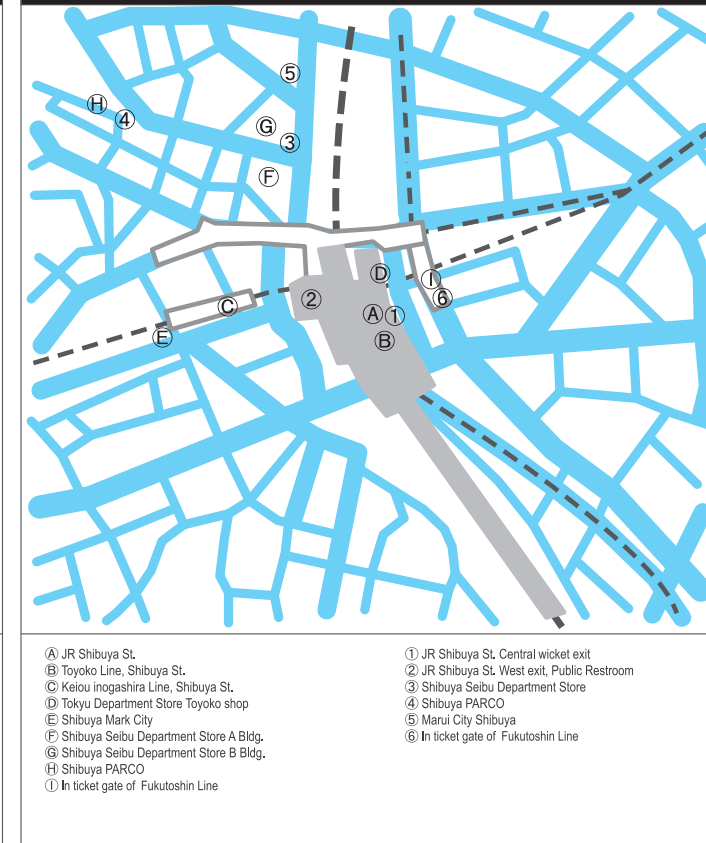 ⑤
Ⓗ
④
Ⓖ
③
Ⓕ
Ⓓ
Ⓘ
②
⑥
Ⓒ
Ⓐ
①
Ⓔ
Ⓑ
Ⓐ JR Shibuya St.
Ⓑ Toyoko Line, Shibuya St.
Ⓒ Keiou inogashira Line, Shibuya St.
Ⓓ Tokyu Department Store Toyoko shop
Ⓔ Shibuya Mark City
Ⓕ Shibuya Seibu Department Store A Bldg.
Ⓖ Shibuya Seibu Department Store B Bldg.
Ⓗ Shibuya PARCO
Ⓘ In ticket gate of Fukutoshin Line
① JR Shibuya St. Central wicket exit
② JR Shibuya St. West exit, Public Restroom
③ Shibuya Seibu Department Store
④ Shibuya PARCO
⑤ Marui City Shibuya
⑥ In ticket gate of Fukutoshin Line